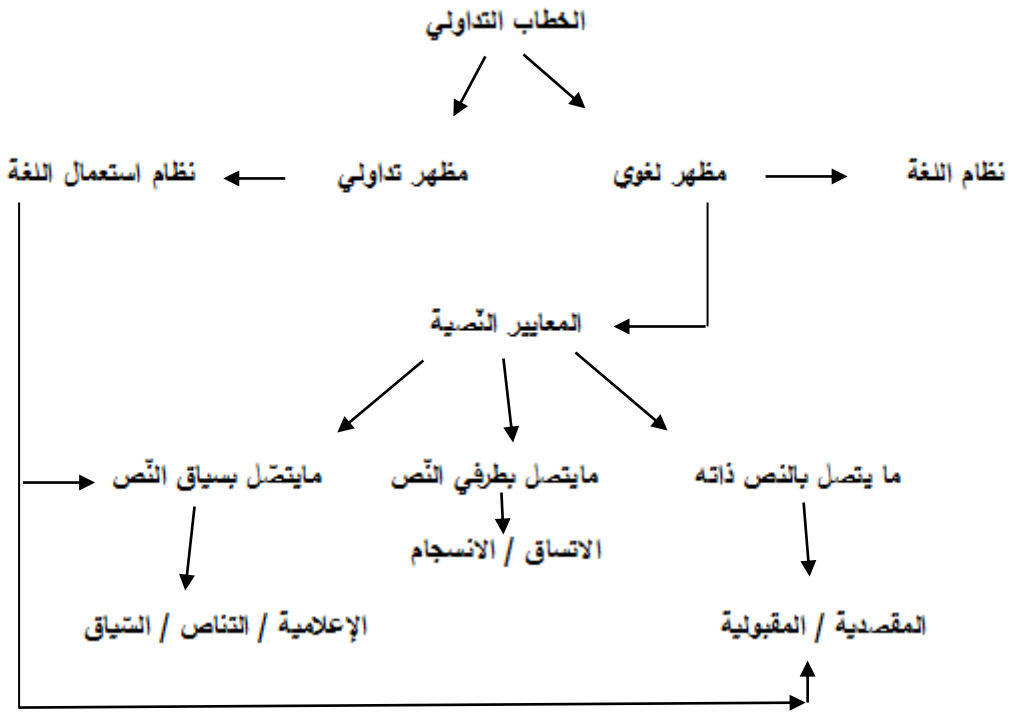 الخطاب التداولي
نظام اللغة
مظهر لغوي
مظهر تداولي
نظام استعمال اللغة
المعايير النّصية
ما يتصل بالنص ذاته
مايتصل بطرفي النّص
مايتصّل بسياق النّص
الاتساق / الانسجام
المقصدية / المقبولية
الإعلامية / التناص / السّياق